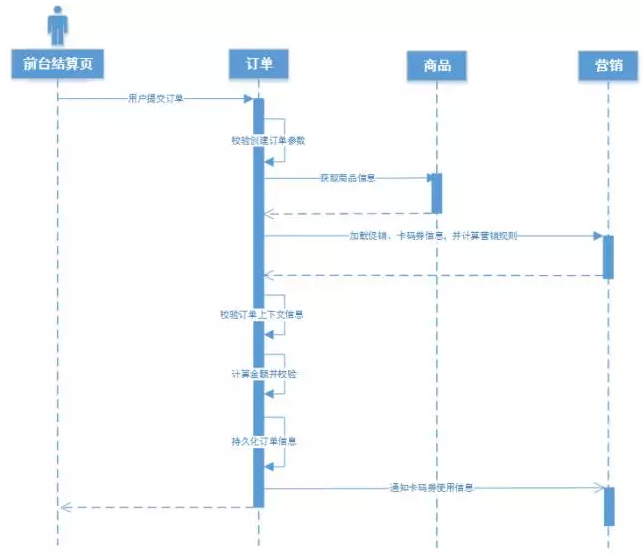 前台结算页
订单
商品
营销
用户提交订单
校验创建订单参数
获取商品信息
加载促销、卡码券信息，并计算营销规则
校验订单上下文信息
计算金额并校验
持久化订单信息
通知卡码券使用信息